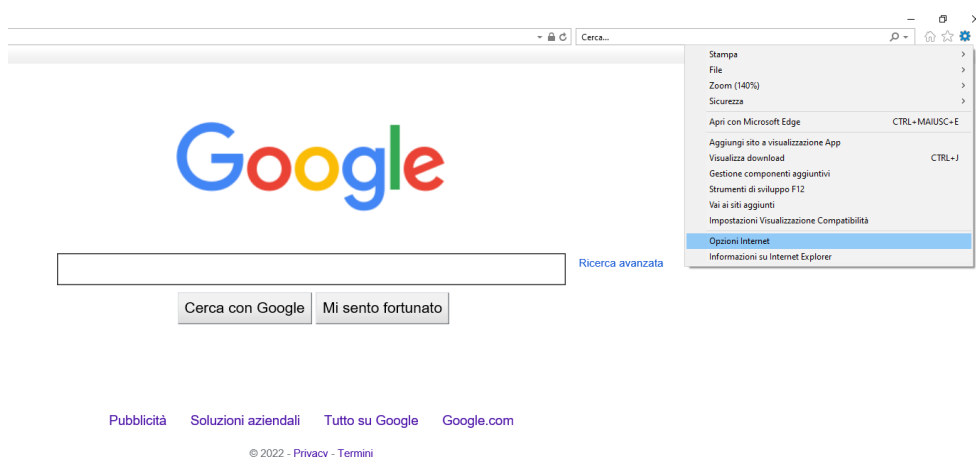 Cerca...
Stampa
File
Zoom (140%)
Sicurezza
Apri con Microsoft Edge CTRL+MAIUSC+E
Aggiungi sito a visualizzazione App
Visualizza download CTRL+J
Gestione componenti aggiuntivi
Strumenti di sviluppo F12
Vai ai siti aggiunti
Impostazioni Visualizzazione Compatibilità
Opzioni Internet
Informazioni su Internet Explorer
Google
Ricerca avanzata
Cerca con Google Mi sento fortunato
Pubblicità Soluzioni aziendali Tutto su Google Google.com
© 2022 - Privacy - Termini